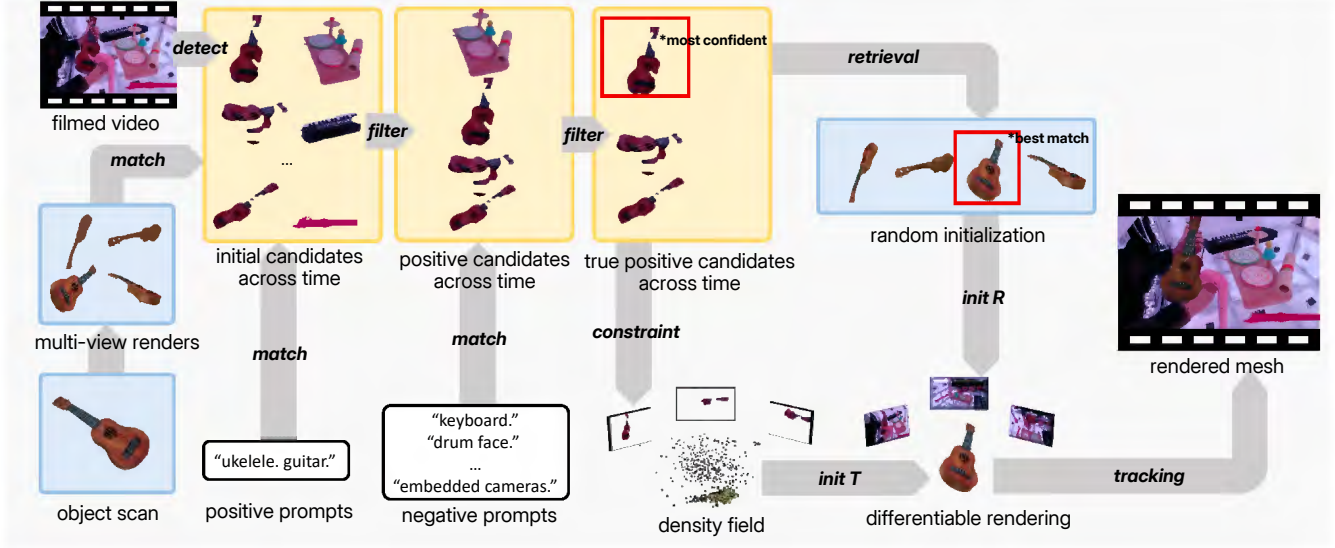 detect
filmed video
match
multi-view renders
object scan
...
initial candidates
across time
match
"ukelele. guitar."
positive prompts
filter
positive candidates
across time
match
"keyboard."
"drum face."
...
"embedded cameras."
negative prompts
filter
*most confident
true positive candidates
across time
constraint
density field
retrieval
*best match
random initialization
init R
init T
differentiable rendering
tracking
rendered mesh